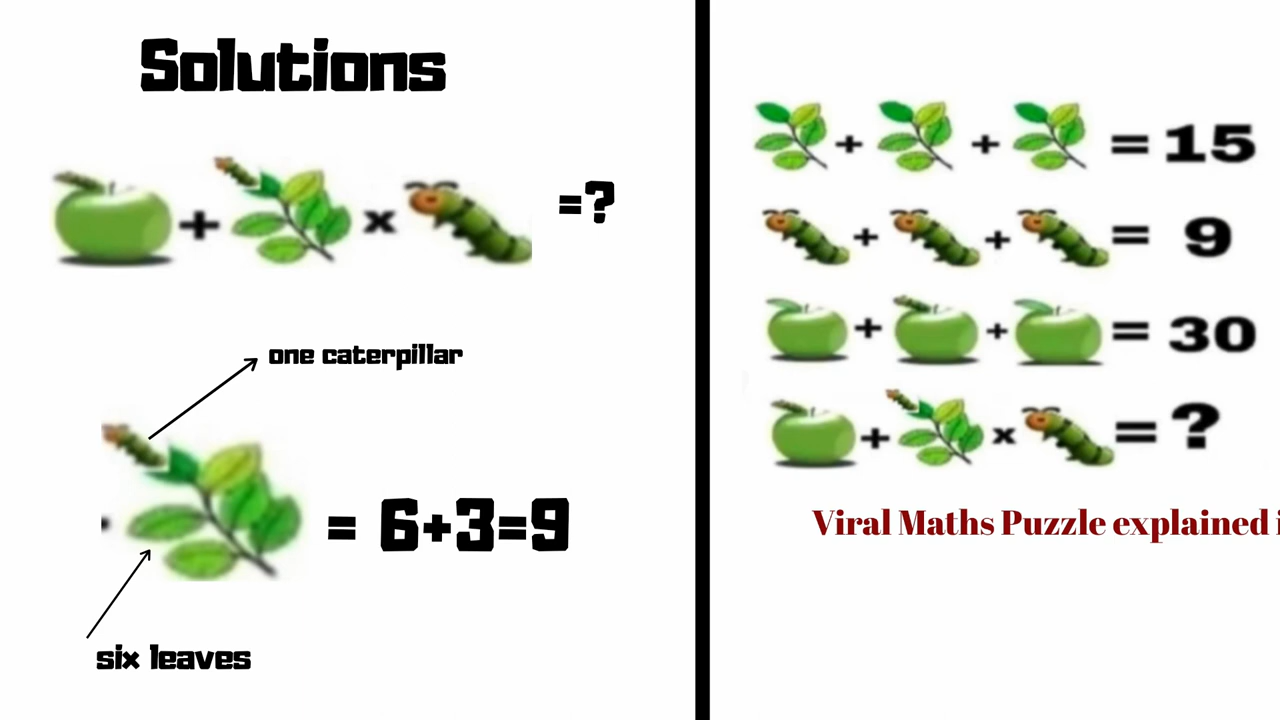 Solutions
+ x =?
one caterpillar
= 6+3=9
six leaves
+ + = 15
+ + = 9
+ + = 30
+ x = ?
Viral Maths Puzzle explained i